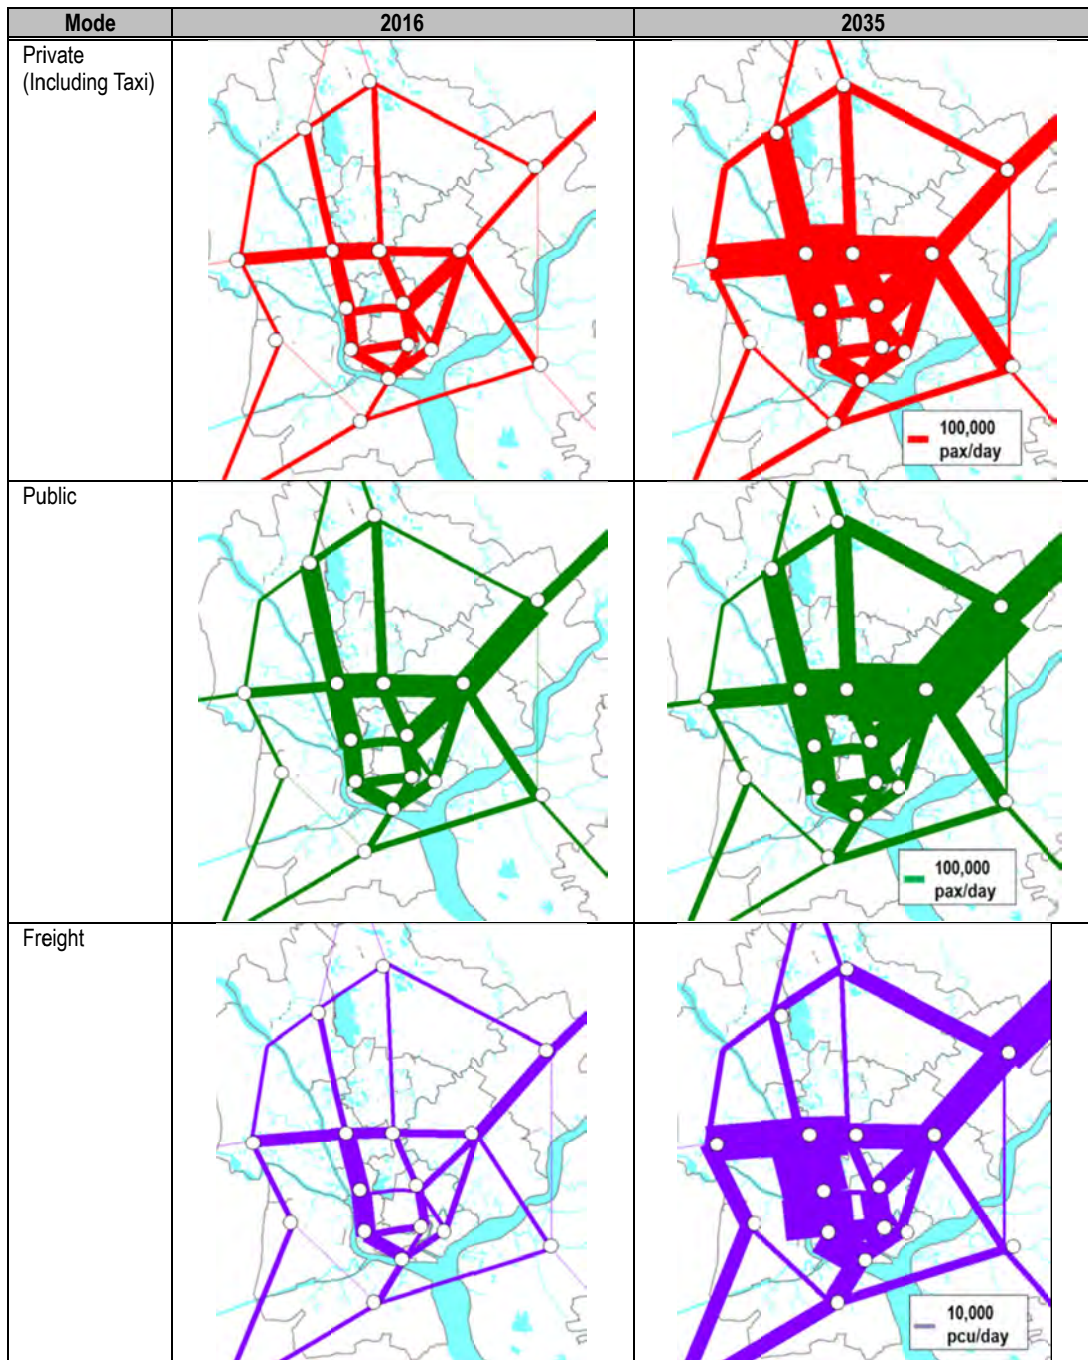 Mode 2016 2035
Private
(Including Taxi)
100,000
pax/day
Public
100,000
pax/day
Freight
10,000
pcu/day